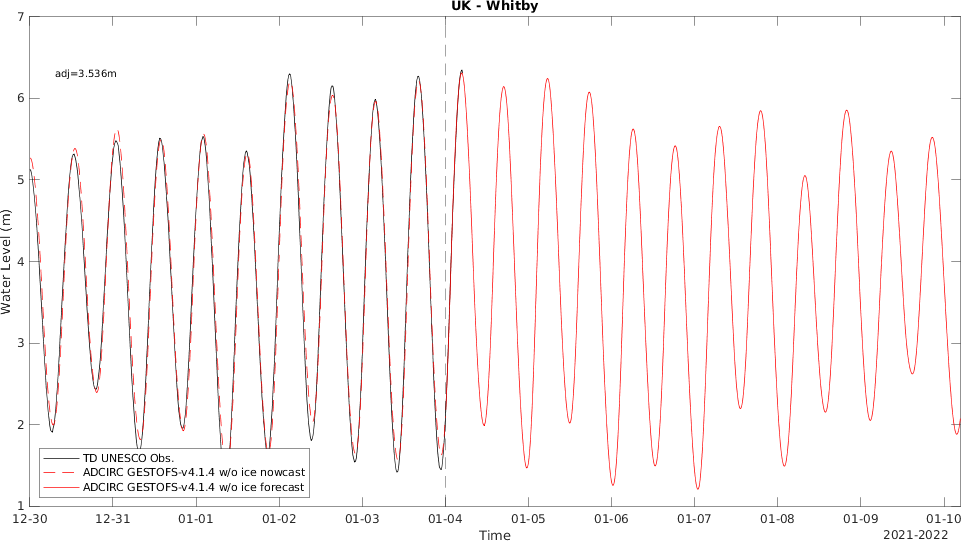 UK - Whitby
7
adj=3.536m
6
5
4
3
2
1
Water Level (m)
TD UNESCO Obs.
ADCIRC GESTOFS-v4.1.4 w/o ice nowcast
ADCIRC GESTOFS-v4.1.4 w/o ice forecast
12-30 12-31 01-01 01-02 01-03 01-04 01-05 01-06 01-07 01-08 01-09 01-10
Time
2021-2022